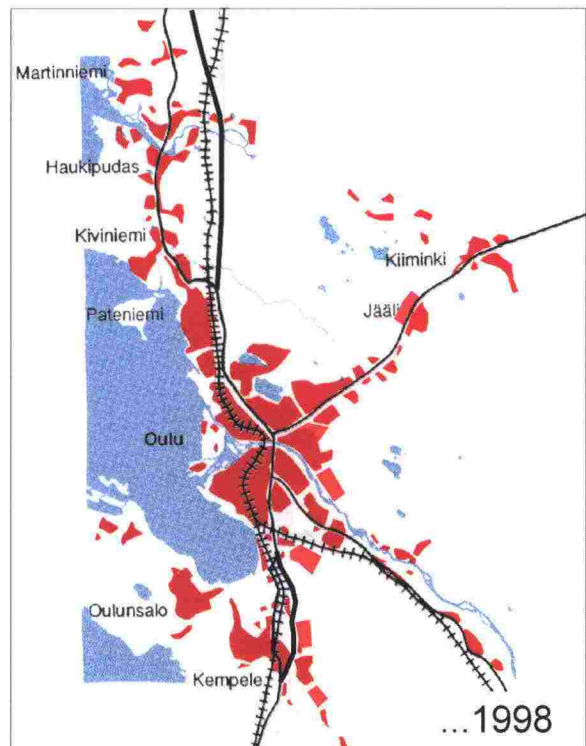 Martinniemi
Haukipudas
Kiviniemi
Kiiminki
Pateniemi
Jääli
Oulu
Oulunsalo
Kempele
...1998